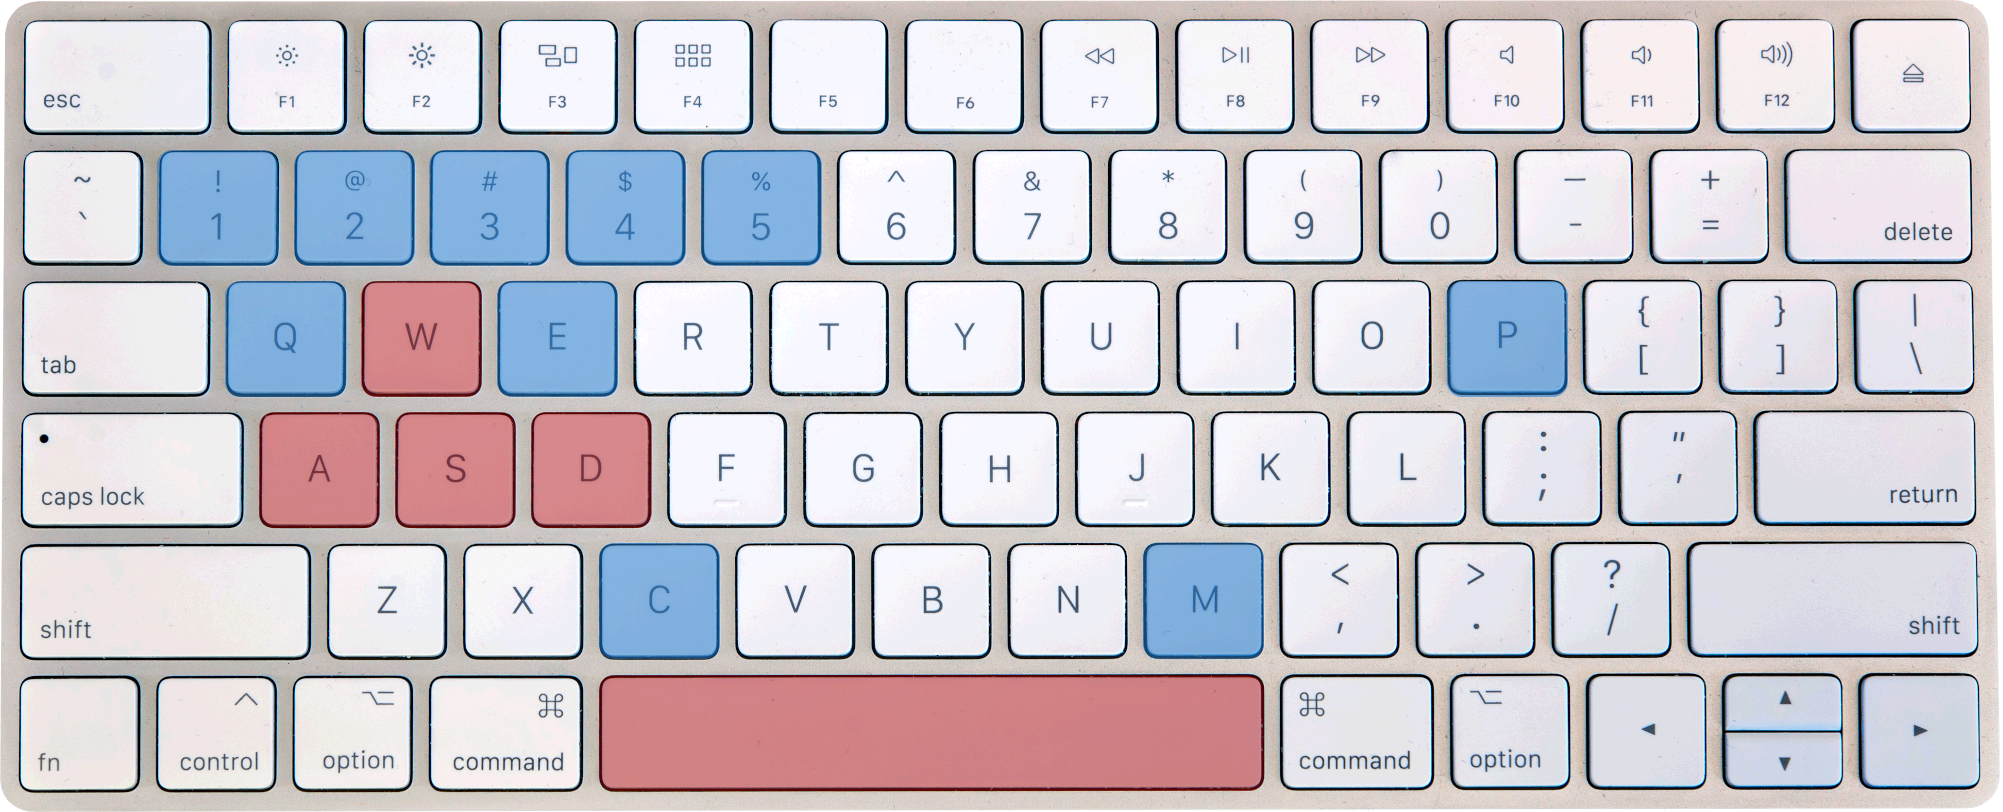 esc F1 F2 F3 F4 F5 F6 F7 F8 F9 F10 F11 F12
~ ! @ # $ % ^ & * ( ) — +
` 1 2 3 4 5 6 7 8 9 0 - = delete
tab Q W E R T Y U I O P { [ } ] | \
caps lock A S D F G H J K L : ; " ' return
shift Z X C V B N M < , > . ? / shift
fn control option command command option